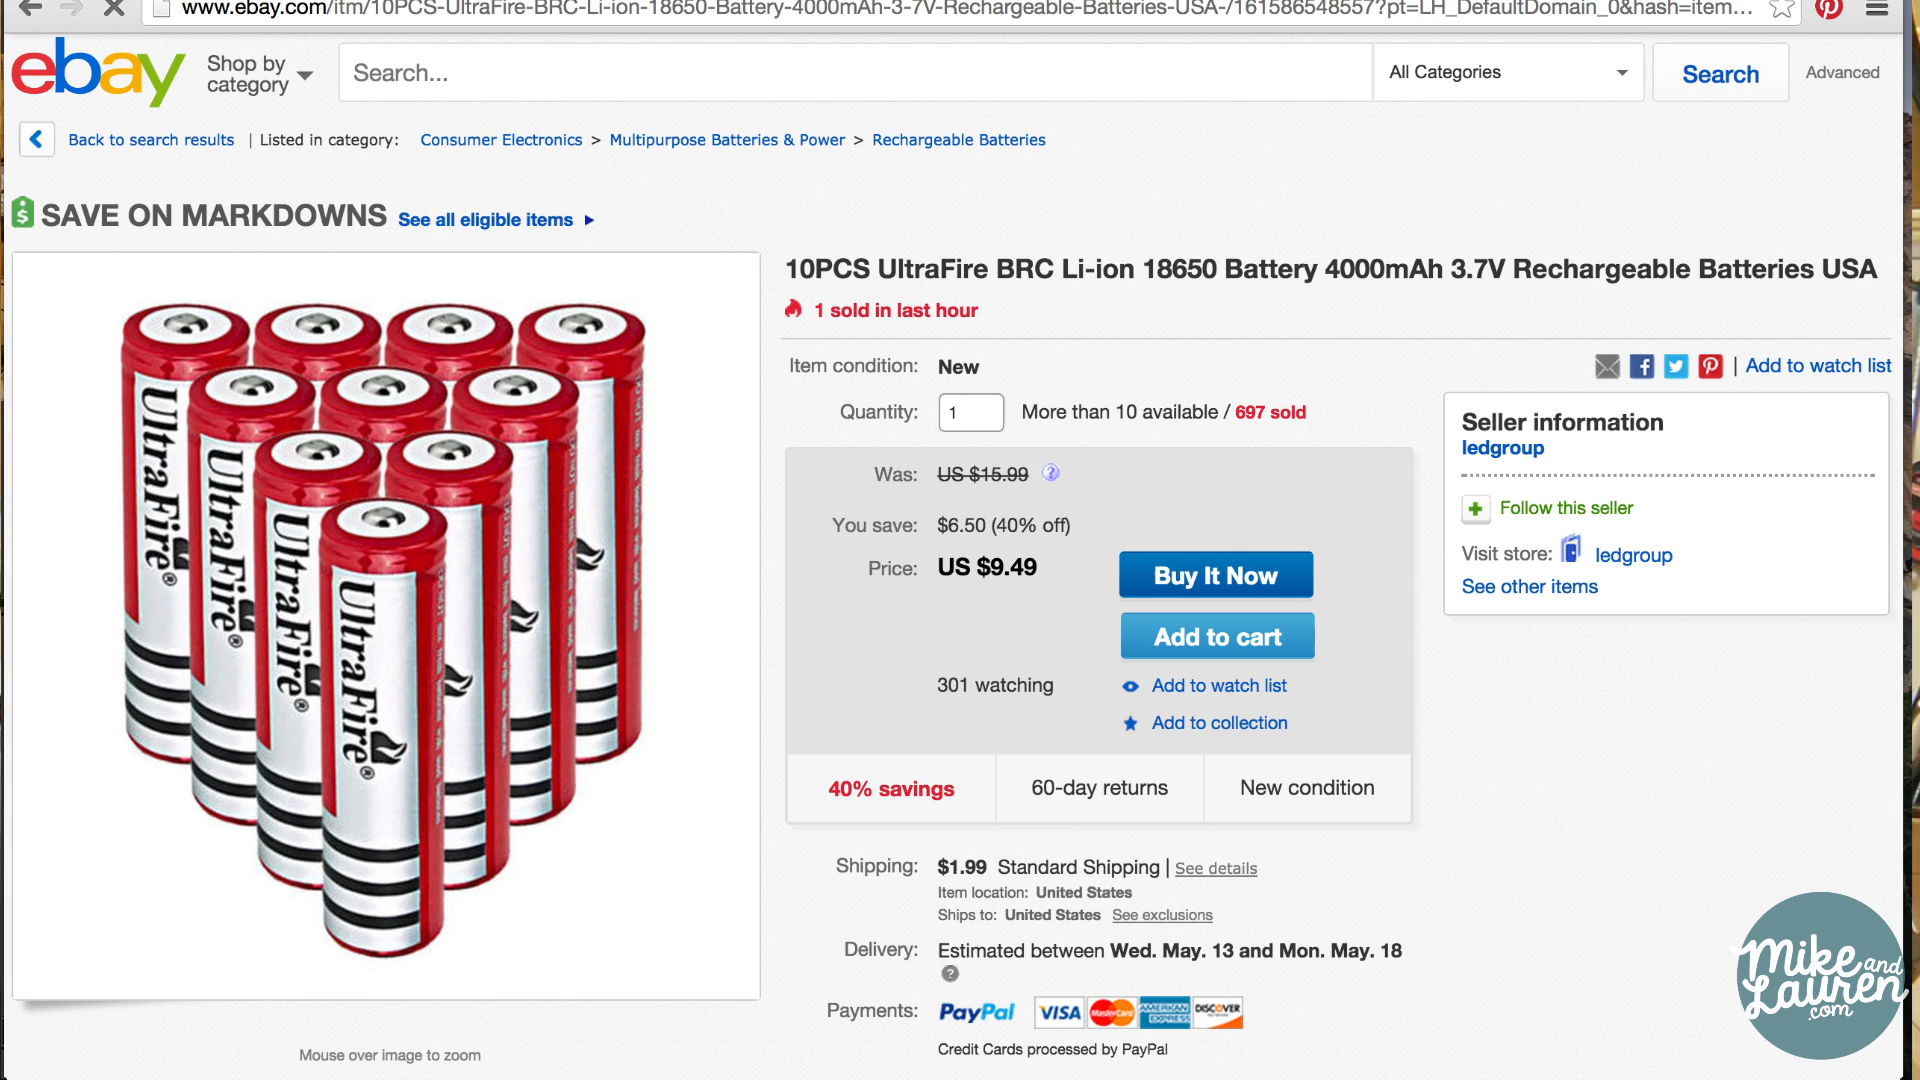 www.ebay.com/itm/10PCS-UltraFire-BRC-Li-ion-18650-Battery-4000mAh-3-7V-Rechargeable-Batteries-USA-/161586548557?pt=LH_DefaultDomain_0&hash=item...
ebay
Shop by category
Search...
All Categories
Search
Advanced
Back to search results | Listed in category: Consumer Electronics > Multipurpose Batteries & Power > Rechargeable Batteries
$ SAVE ON MARKDOWNS See all eligible items
10PCS UltraFire BRC Li-ion 18650 Battery 4000mAh 3.7V Rechargeable Batteries USA
1 sold in last hour
Item condition: New
| Add to watch list
Quantity: 1 More than 10 available / 697 sold
Was: US $15.99 ?
You save: $6.50 (40% off)
Price: US $9.49
Buy It Now
Add to cart
301 watching
Add to watch list
Add to collection
40% savings
60-day returns
New condition
Seller information
ledgroup
Follow this seller
Visit store: ledgroup
See other items
UltraFire®
UltraFire®
UltraFire®
UltraFire®
Shipping: $1.99 Standard Shipping | See details
Item location: United States
Ships to: United States See exclusions
Delivery: Estimated between Wed. May. 13 and Mon. May. 18
?
Payments: PayPal VISA MasterCard AMERICAN EXPRESS DISCOVER
Credit Cards processed by PayPal
Mouse over image to zoom
Mike and
Lauren
.com